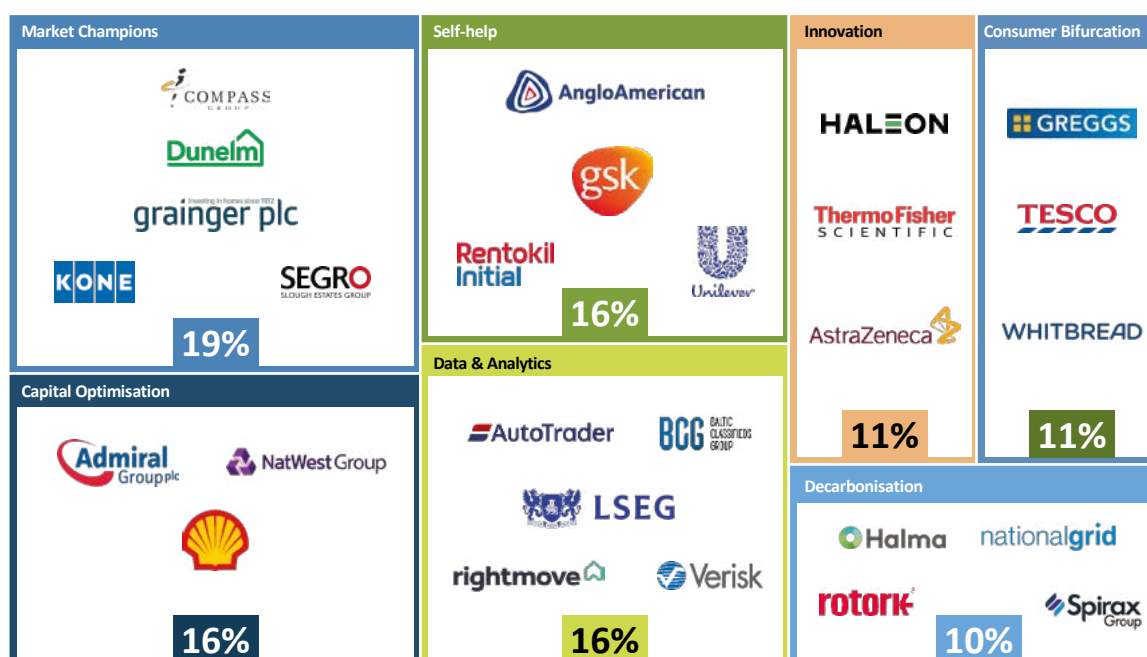 Market Champions
COMPASS
GROUP
Dunelm
Investing in homes since 1912
grainger plc
KONE
SEGRO
SLOUGH ESTATES GROUP
19%
Self-help
AngloAmerican
gsk
Rentokil
Initial
Unilever
16%
Innovation
HALEON
ThermoFisher
SCIENTIFIC
AstraZeneca
11%
Consumer Bifurcation
GREGGS
TESCO
WHITBREAD
11%
Capital Optimisation
Admiral
Group plc
NatWest Group
16%
Data & Analytics
AutoTrader
BCG BALTIC
CLASSIFIEDS
GROUP
LSEG
rightmove
Verisk
16%
Decarbonisation
Halma
nationalgrid
rotork
Spirax
Group
10%